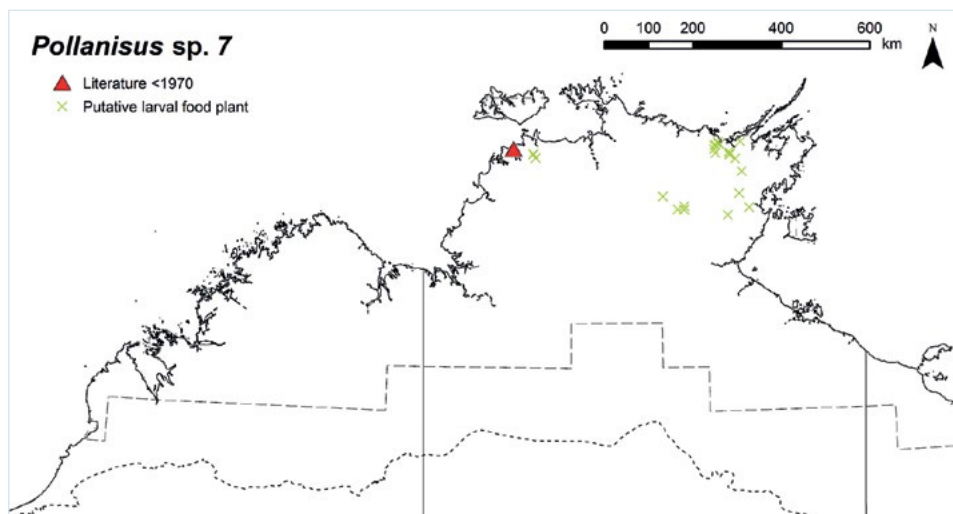 Pollanisus sp. 7
Literature <1970
Putative larval food plant
0 100 200 400 600
km
N